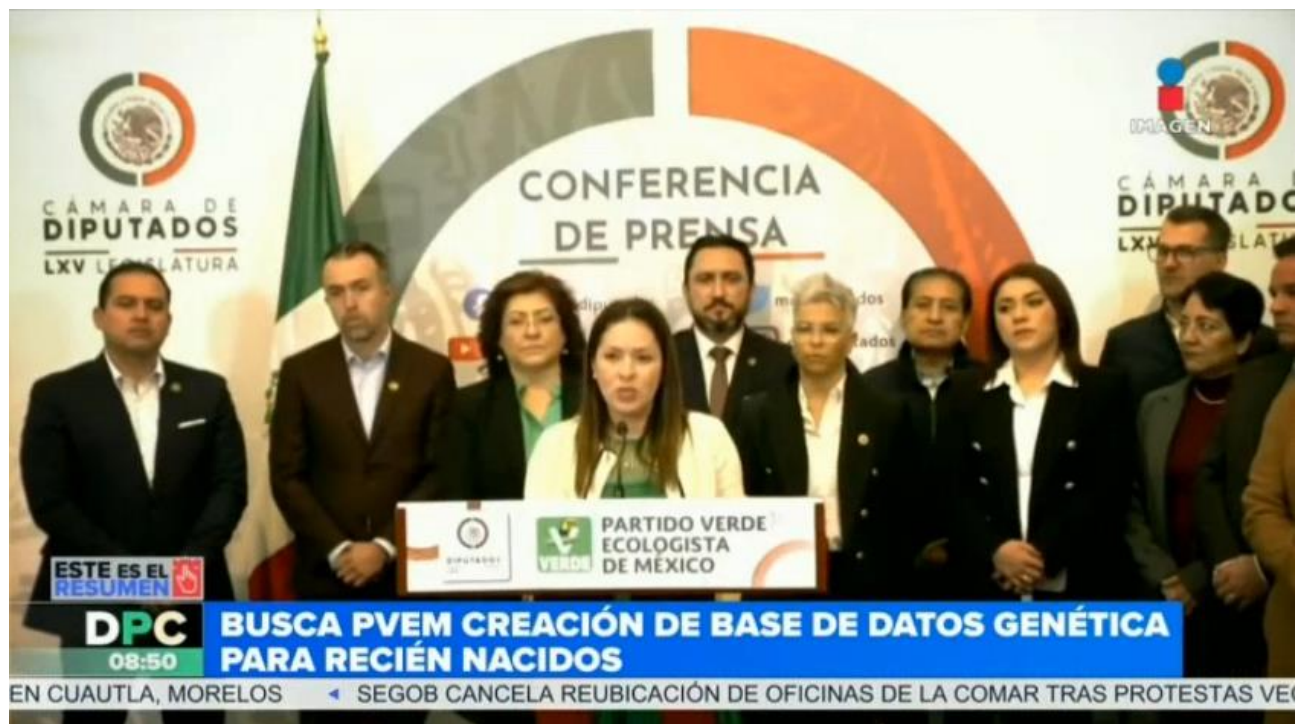 CÁMARA DE
DIPUTADOS
LXV LEGISLATURA
CONFERENCIA
DE PRENSA
IMAGEN
CÁMARA
PARTIDO VERDE
ECOLOGISTA
DE MÉXICO
VERDE
DIPUTADOS
ESTE ES EL
RESUMEN
DPC
08:50
BUSCA PVEM CREACIÓN DE BASE DE DATOS GENÉTICA
PARA RECIÉN NACIDOS
EN CUAUTLA, MORELOS ◄ SEGOB CANCELA REUBICACIÓN DE OFICINAS DE LA COMAR TRAS PROTESTAS